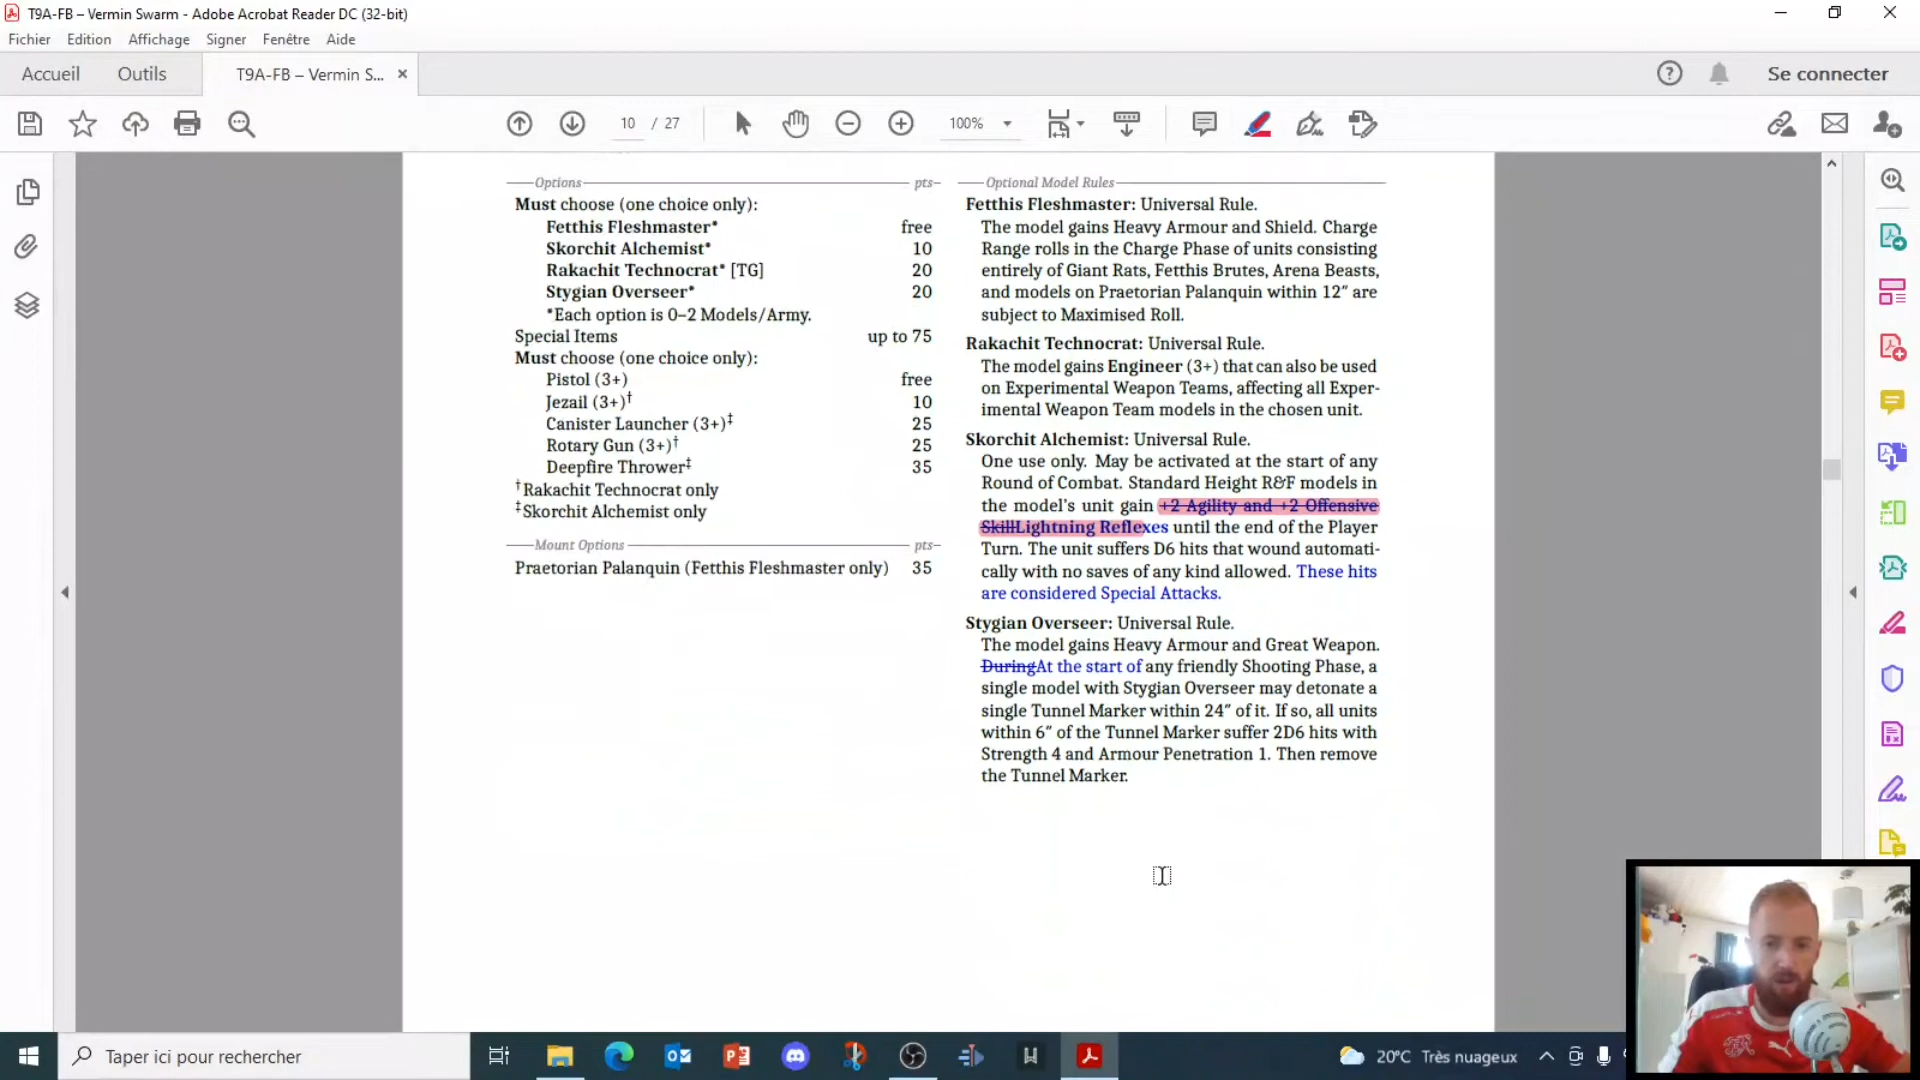 T9A-FB – Vermin Swarm - Adobe Acrobat Reader DC (32-bit)
Fichier Edition Affichage Signer Fenêtre Aide
Accueil Outils T9A-FB – Vermin S... Se connecter
10 / 27 100%
Options pts
Must choose (one choice only):
Fetthis Fleshmaster* free
Skorchit Alchemist* 10
Rakachit Technocrat* [TG] 20
Stygian Overseer* 20
*Each option is 0–2 Models/Army.
Special Items up to 75
Must choose (one choice only):
Pistol (3+) free
Jezail (3+)† 10
Canister Launcher (3+)‡ 25
Rotary Gun (3+)† 25
Deepfire Thrower‡ 35
†Rakachit Technocrat only
‡Skorchit Alchemist only
Mount Options pts
Praetorian Palanquin (Fetthis Fleshmaster only) 35
Optional Model Rules
Fetthis Fleshmaster: Universal Rule.
The model gains Heavy Armour and Shield. Charge
Range rolls in the Charge Phase of units consisting
entirely of Giant Rats, Fetthis Brutes, Arena Beasts,
and models on Praetorian Palanquin within 12″ are
subject to Maximised Roll.
Rakachit Technocrat: Universal Rule.
The model gains Engineer (3+) that can also be used
on Experimental Weapon Teams, affecting all Exper-
imental Weapon Team models in the chosen unit.
Skorchit Alchemist: Universal Rule.
One use only. May be activated at the start of any
Round of Combat. Standard Height R&F models in
the model's unit gain +2 Agility and +2 Offensive
SkillLightning Reflexes until the end of the Player
Turn. The unit suffers D6 hits that wound automati-
cally with no saves of any kind allowed. These hits
are considered Special Attacks.
Stygian Overseer: Universal Rule.
The model gains Heavy Armour and Great Weapon.
DuringAt the start of any friendly Shooting Phase, a
single model with Stygian Overseer may detonate a
single Tunnel Marker within 24″ of it. If so, all units
within 6″ of the Tunnel Marker suffer 2D6 hits with
Strength 4 and Armour Penetration 1. Then remove
the Tunnel Marker.
Taper ici pour rechercher 20°C Très nuageux